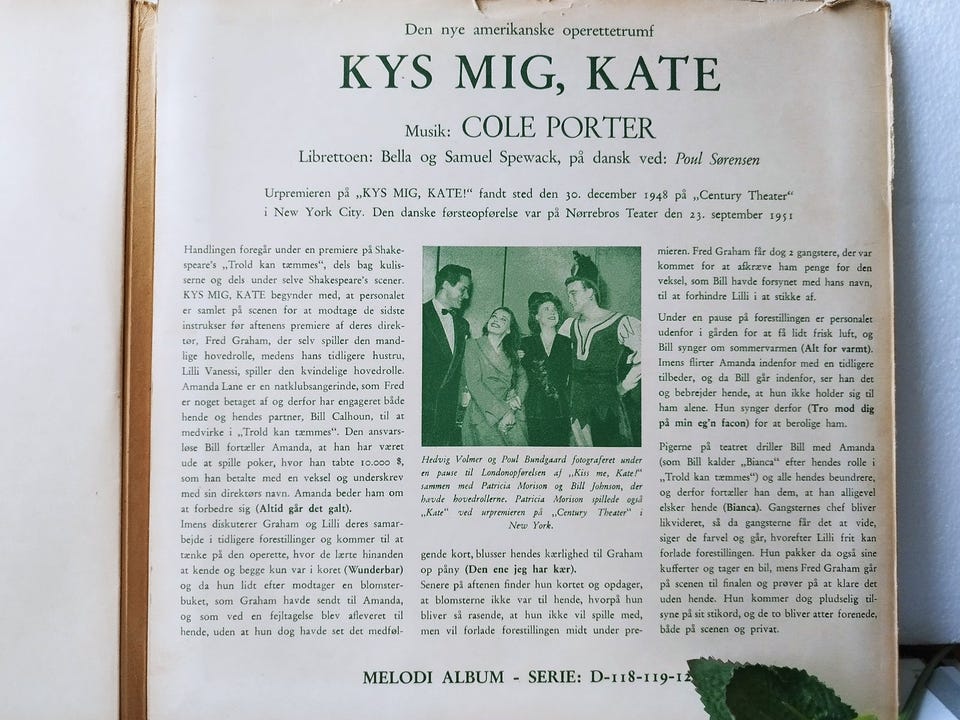 Den nye amerikanske operettetrumf
KYS MIG, KATE
Musik: COLE PORTER
Librettoen: Bella og Samuel Spewack, på dansk ved: Poul Sørensen
Urpremieren på „KYS MIG, KATE!“ fandt sted den 30. december 1948 på „Century Theater“
i New York City. Den danske førsteopførelse var på Nørrebros Teater den 23. september 1951
Handlingen foregår under en premiere på Shake-
speare's „Trold kan tæmmes“, dels bag kulis-
serne og dels under selve Shakespeare's scener.
KYS MIG, KATE begynder med, at personalet
er samlet på scenen for at modtage de sidste
instrukser før aftenens premiere af deres direk-
tør, Fred Graham, der selv spiller den mand-
lige hovedrolle, medens hans tidligere hustru,
Lilli Vanessi, spiller den kvindelige hovedrolle.
Amanda Lane er en natklubsangerinde, som Fred
er noget betaget af og derfor har engageret både
hende og hendes partner, Bill Calhoun, til at
medvirke i „Trold kan tæmmes“. Den ansvars-
løse Bill fortæller Amanda, at han har været
ude at spille poker, hvor han tabte 10.000 $,
som han betalte med en veksel og underskrev
med sin direktørs navn. Amanda beder ham om
at forbedre sig (Altid går det galt).
Imens diskuterer Graham og Lilli deres samar-
bejde i tidligere forestillinger og kommer til at
tænke på den operette, hvor de lærte hinanden
at kende og begge kun var i koret (Wunderbar)
og da hun lidt efter modtager en blomster-
buket, som Graham havde sendt til Amanda,
og som ved en fejltagelse blev afleveret til
hende, uden at hun dog havde set det medføl-
Hedvig Volmer og Poul Bundgaard fotograferet under
en pause til Londonopførelsen af „Kiss me, Kate!“
sammen med Patricia Morison og Bill Johnson, der
havde hovedrollerne. Patricia Morison spillede også
„Kate“ ved urpremieren på „Century Theater“ i
New York.
gende kort, blusser hendes kærlighed til Graham
op påny (Den ene jeg har kær).
Senere på aftenen finder hun kortet og opdager,
at blomsterne ikke var til hende, hvorpå hun
bliver så rasende, at hun ikke vil spille med,
men vil forlade forestillingen midt under pre-
mieren. Fred Graham får dog 2 gangstere, der var
kommet for at afkræve ham penge for den
veksel, som Bill havde forsynet med hans navn,
til at forhindre Lilli i at stikke af.
Under en pause på forestillingen er personalet
udenfor i gården for at få lidt frisk luft, og
Bill synger om sommervarmen (Alt for varmt).
Imens flirter Amanda indenfor med en tidligere
tilbeder, og da Bill går indenfor, ser han det
og bebrejder hende, at hun ikke holder sig til
ham alene. Hun synger derfor (Tro mod dig
på min eg'n facon) for at berolige ham.
Pigerne på teatret driller Bill med Amanda
(som Bill kalder „Bianca“ efter hendes rolle i
„Trold kan tæmmes“) og alle hendes beundrere,
og derfor fortæller han dem, at han alligevel
elsker hende (Bianca). Gangsternes chef bliver
likvideret, så da gangsterne får det at vide,
siger de farvel og går, hvorefter Lilli frit kan
forlade forestillingen. Hun pakker da også sine
kufferter og tager en bil, mens Fred Graham går
på scenen til finalen og prøver på at klare det
uden hende. Hun kommer dog pludselig til-
syne på sit stikord, og de to bliver atter forenede,
både på scenen og privat.
MELODI ALBUM - SERIE: D-118-119-12